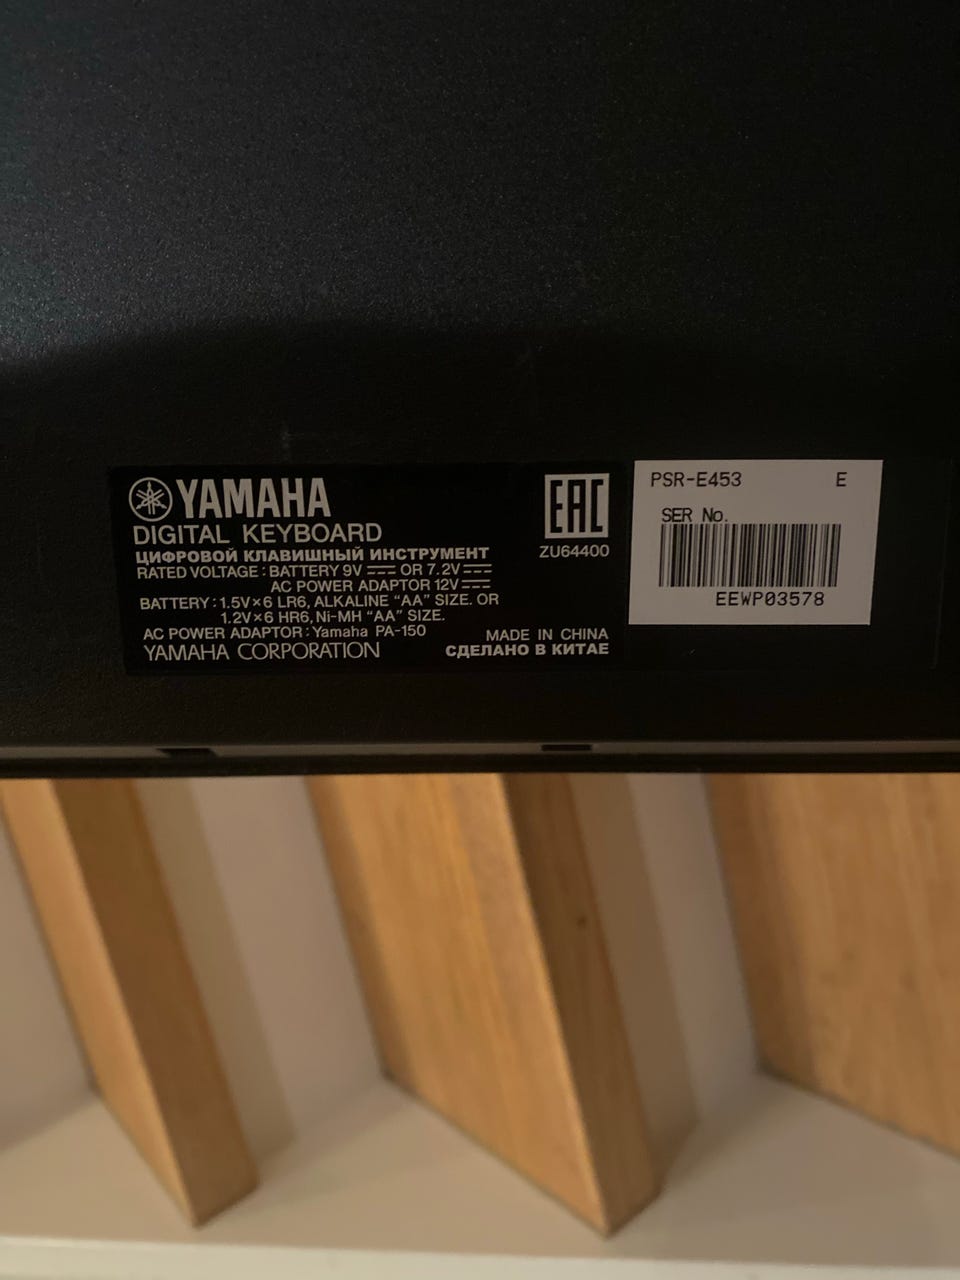 YAMAHA
DIGITAL KEYBOARD
ЦИФРОВОЙ КЛАВИШНЫЙ ИНСТРУМЕНТ
RATED VOLTAGE : BATTERY 9V ⎓ OR 7.2V ⎓
AC POWER ADAPTOR 12V ⎓
BATTERY : 1.5V×6 LR6, ALKALINE “AA” SIZE. OR
1.2V×6 HR6, Ni-MH “AA” SIZE.
AC POWER ADAPTOR : Yamaha PA-150
YAMAHA CORPORATION
EAC
ZU64400
MADE IN CHINA
СДЕЛАНО В КИТАЕ
PSR-E453 E
SER No.
EEWP03578